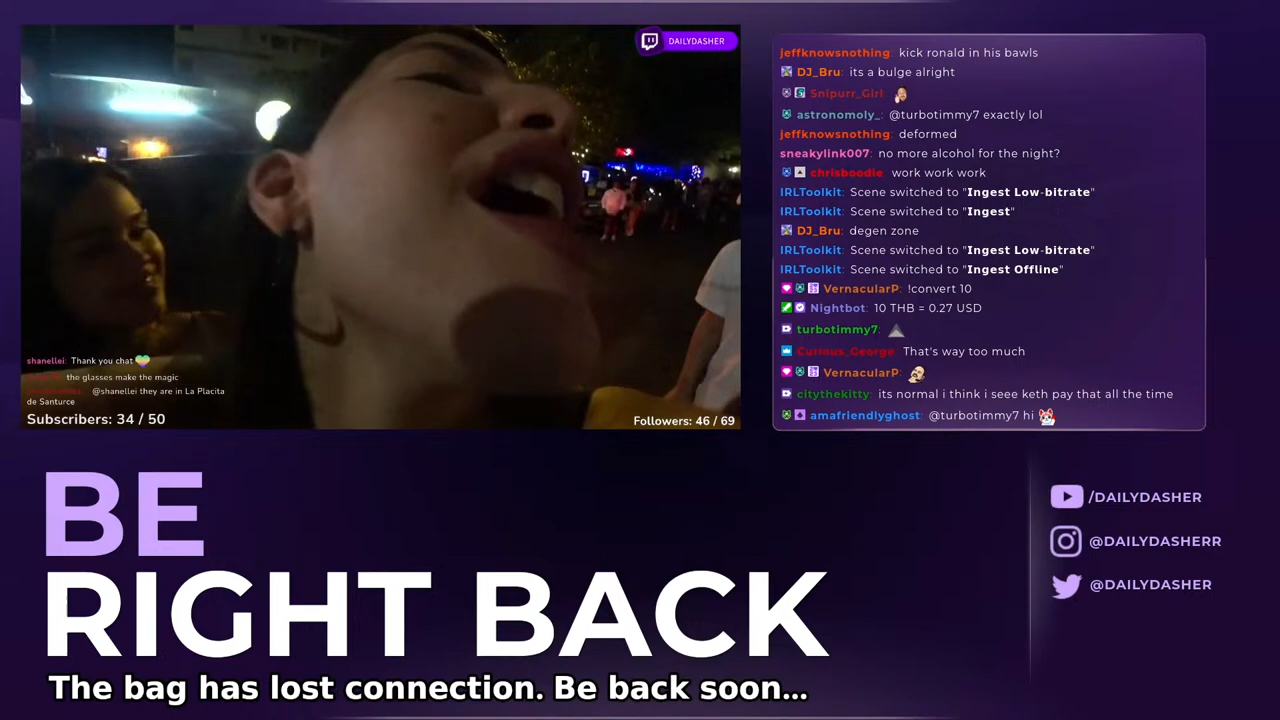 DAILYDASHER
shanellei: Thank you chat
the glasses make the magic
@shanellei they are in La Placita
de Santurce
Subscribers: 34 / 50
Followers: 46 / 69
jeffknowsnothing: kick ronald in his bawls
DJ_Bru: its a bulge alright
Snipurr_Girl:
astronomoly_: @turbotimmy7 exactly lol
jeffknowsnothing: deformed
sneakylink007: no more alcohol for the night?
chrisboodie: work work work
IRLToolkit: Scene switched to "Ingest Low-bitrate"
IRLToolkit: Scene switched to "Ingest"
DJ_Bru: degen zone
IRLToolkit: Scene switched to "Ingest Low-bitrate"
IRLToolkit: Scene switched to "Ingest Offline"
VernacularP: !convert 10
Nightbot: 10 THB = 0.27 USD
turbotimmy7:
Curious_George: That's way too much
VernacularP:
citythekitty: its normal i think i seee keth pay that all the time
amafriendlyghost: @turbotimmy7 hi
BE
RIGHT BACK
The bag has lost connection. Be back soon...
/DAILYDASHER
@DAILYDASHERR
@DAILYDASHER